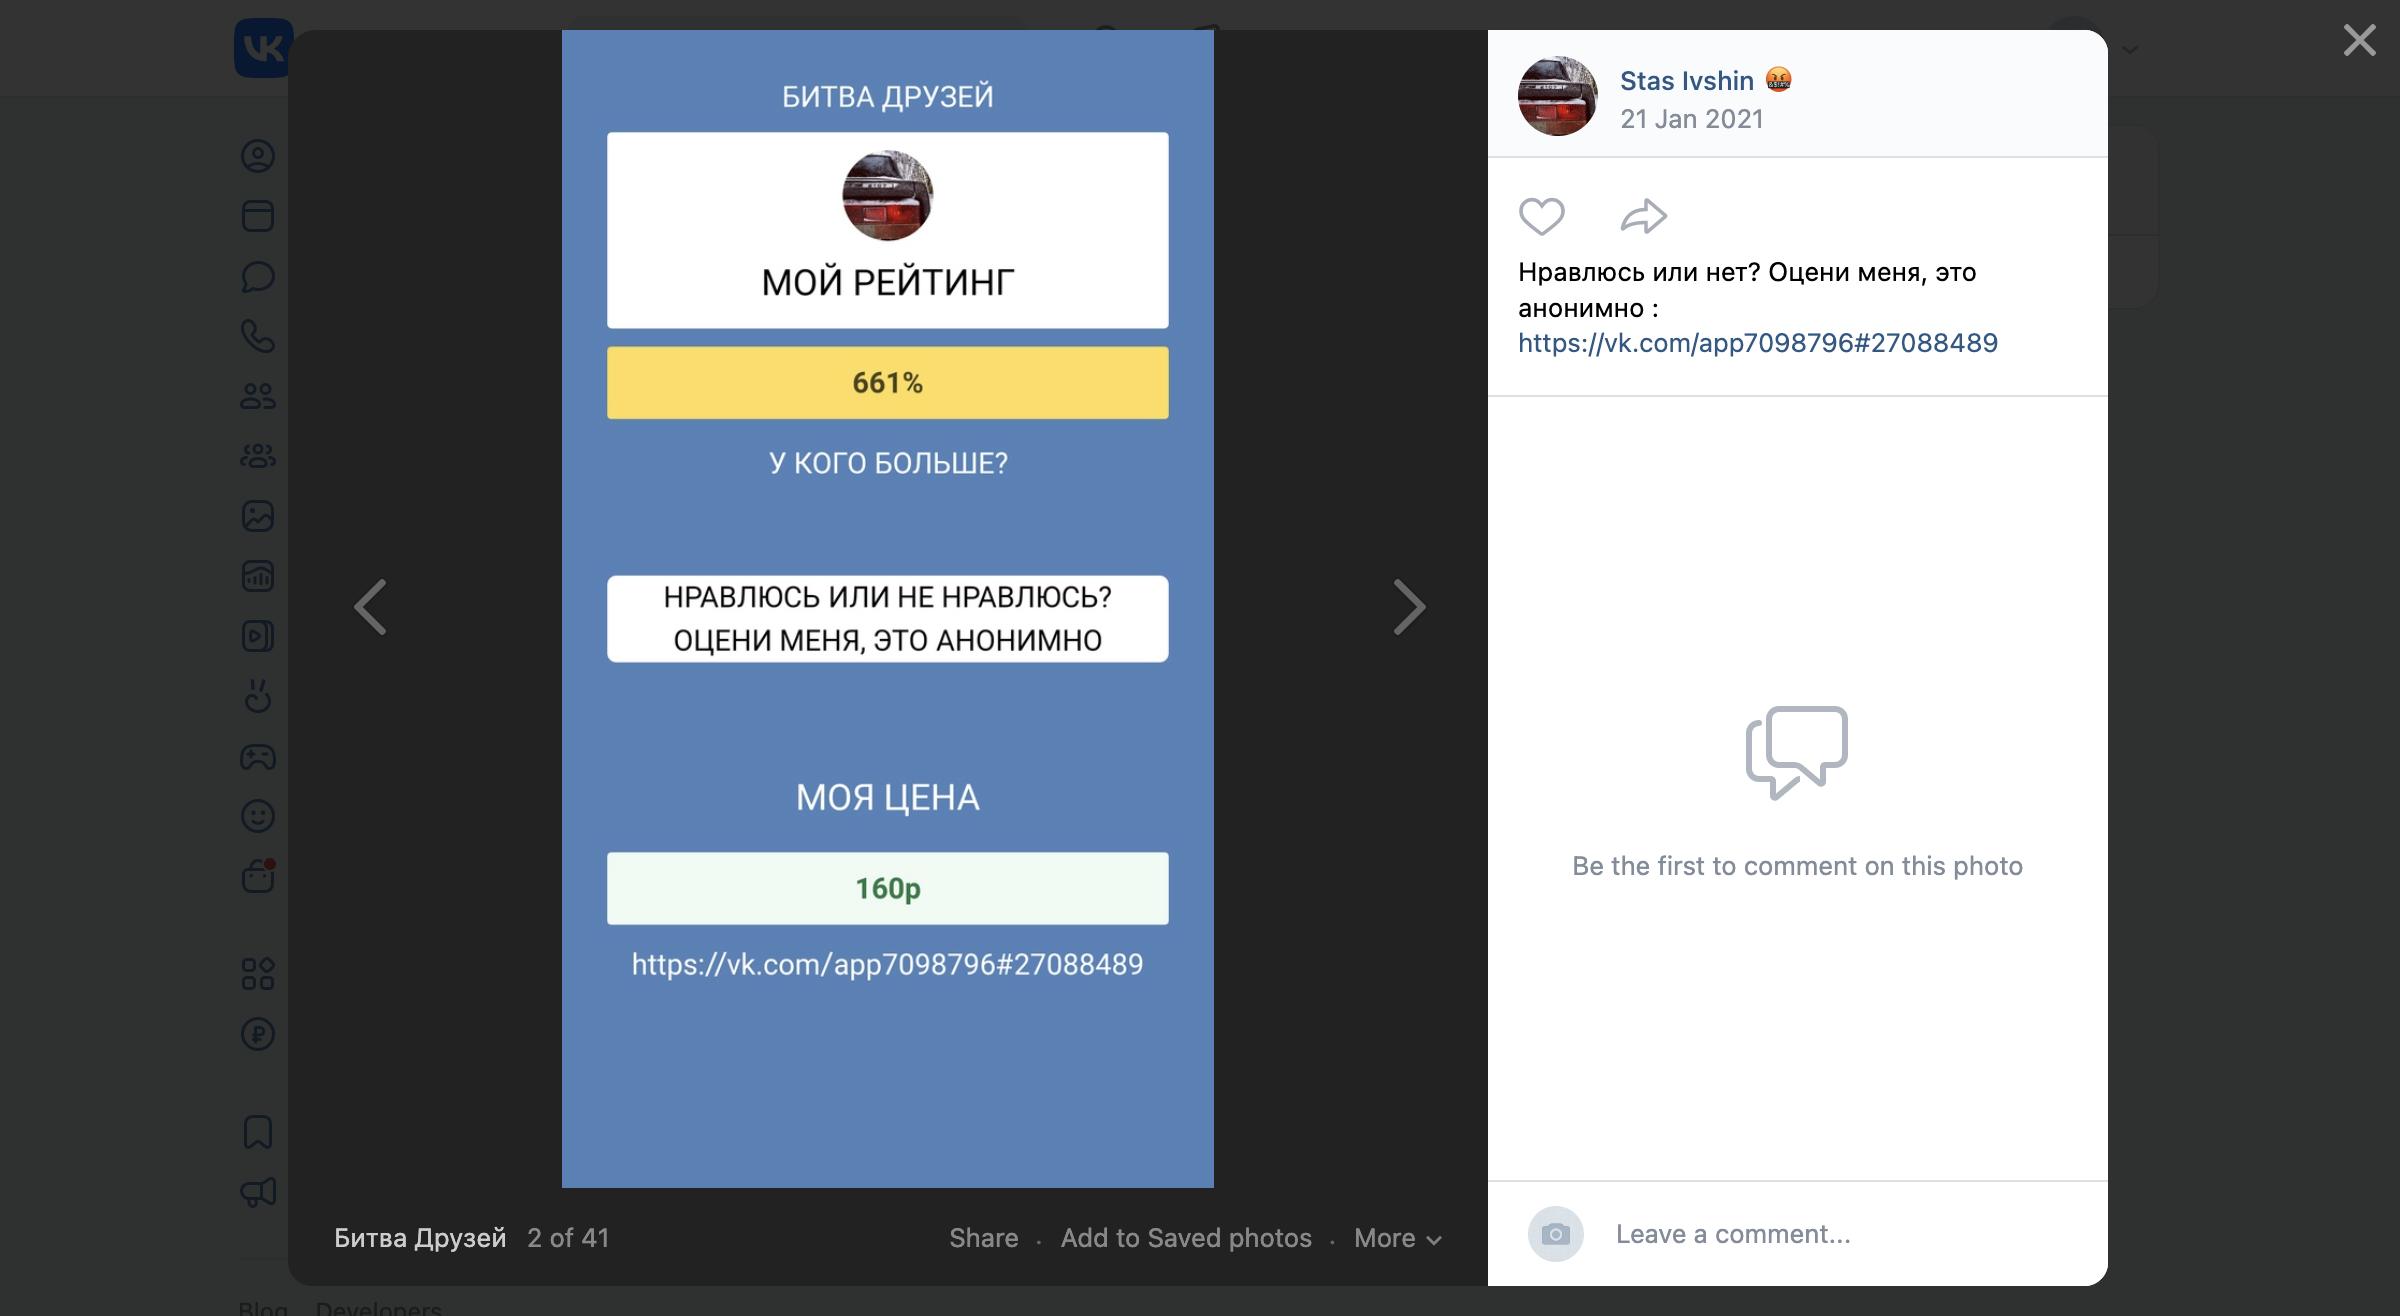 БИТВА ДРУЗЕЙ
МОЙ РЕЙТИНГ
661%
У КОГО БОЛЬШЕ?
НРАВЛЮСЬ ИЛИ НЕ НРАВЛЮСЬ?
ОЦЕНИ МЕНЯ, ЭТО АНОНИМНО
МОЯ ЦЕНА
160р
https://vk.com/app7098796#27088489
Битва Друзей 2 of 41
Share · Add to Saved photos · More
Stas Ivshin
21 Jan 2021
Нравлюсь или нет? Оцени меня, это
анонимно :
https://vk.com/app7098796#27088489
Be the first to comment on this photo
Leave a comment...
Blog Developers